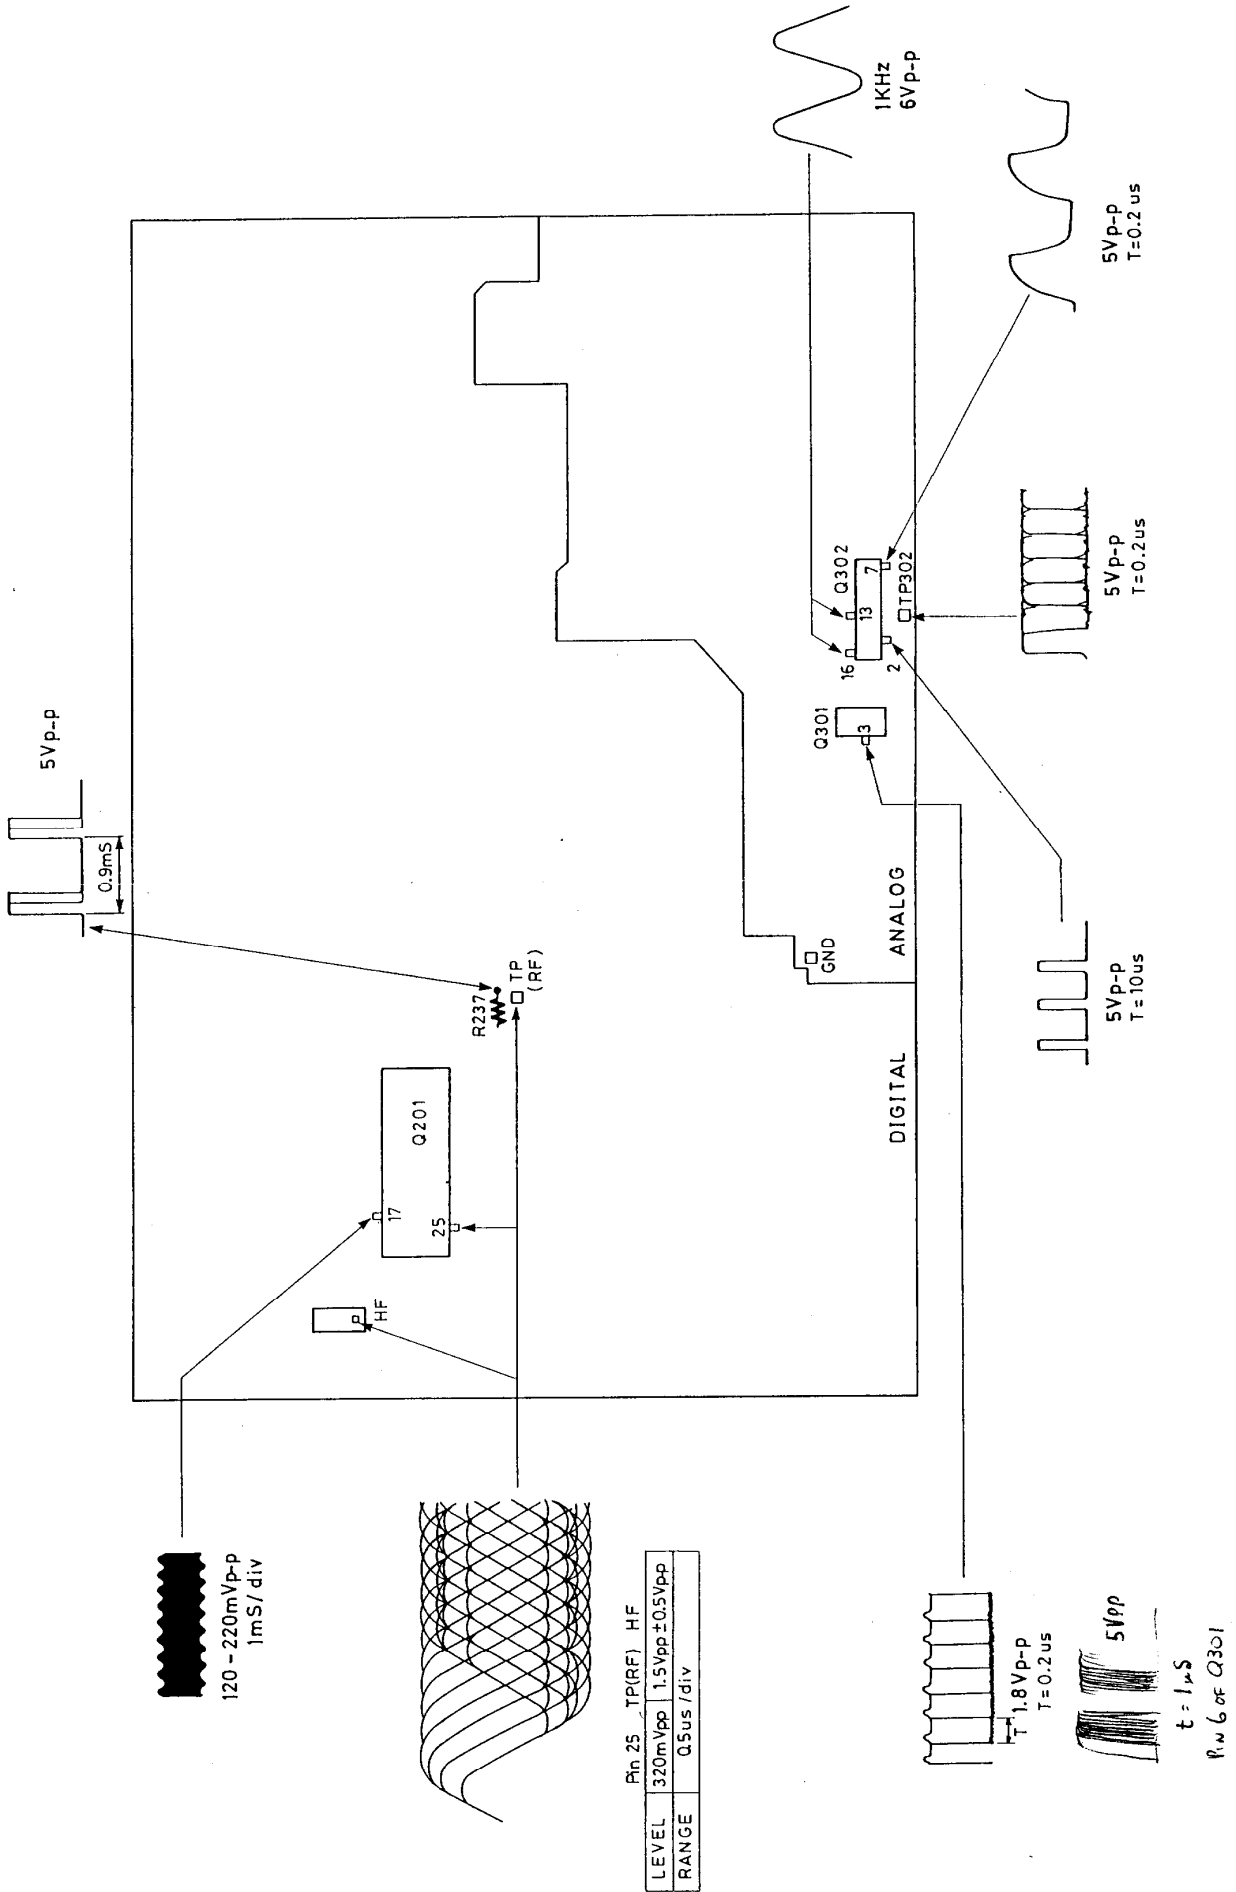 120-220mVp-p
1mS/div
Pin 25 TP(RF) HF
LEVEL 320mVpp 1.5Vpp±0.5Vp-p
RANGE 0.5us/div
T 1.8Vp-p
T=0.2us
5Vpp
t=1µS
PIN 6 OF Q301
HF
17
25
Q201
R237
TP
(RF)
0.9mS
5Vp-p
DIGITAL
ANALOG
GND
Q301
3
16
2
13
7
Q302
TP302
5Vp-p
T=10us
5Vp-p
T=0.2us
5Vp-p
T=0.2us
1KHz
6Vp-p